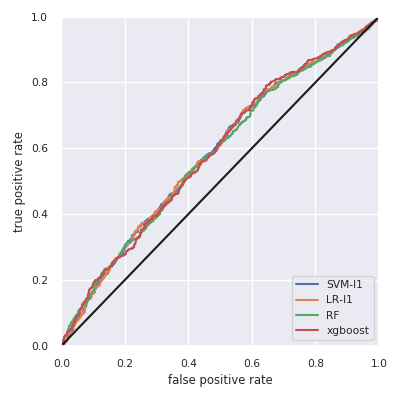 1.0
0.8
0.6
0.4
0.2
0.0
true positive rate
0.0 0.2 0.4 0.6 0.8 1.0
false positive rate
SVM-l1
LR-l1
RF
xgboost